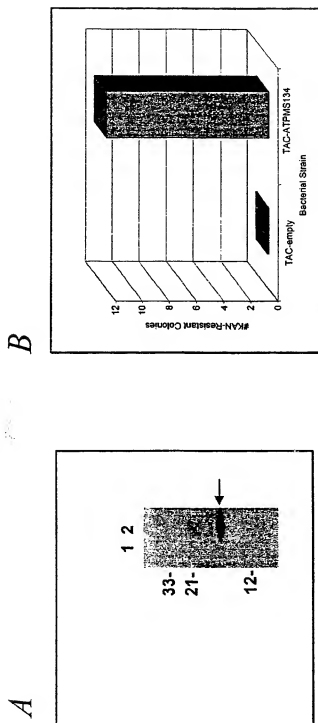 A
1 2
33-
21-
12-
B
12
10
8
6
4
2
0
#KAN-Resistant Colonies
TAC-empty
TAC-ATPMS134
Bacterial Strain